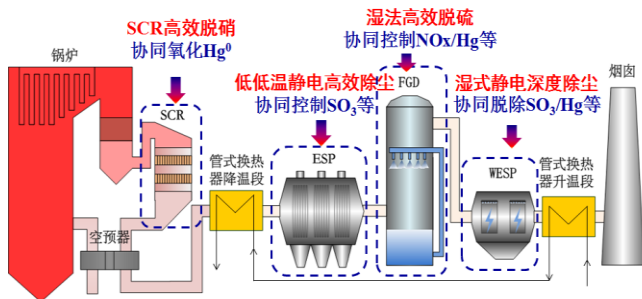 SCR高效脱硝
协同氧化Hg⁰
湿法高效脱硫
协同控制NOx/Hg等
低低温静电高效除尘
协同控制SO₃等
湿式静电深度除尘
协同脱除SO₃/Hg等
锅炉
烟囱
SCR
FGD
ESP
WESP
管式换热
器降温段
管式换热
器升温段
空预器